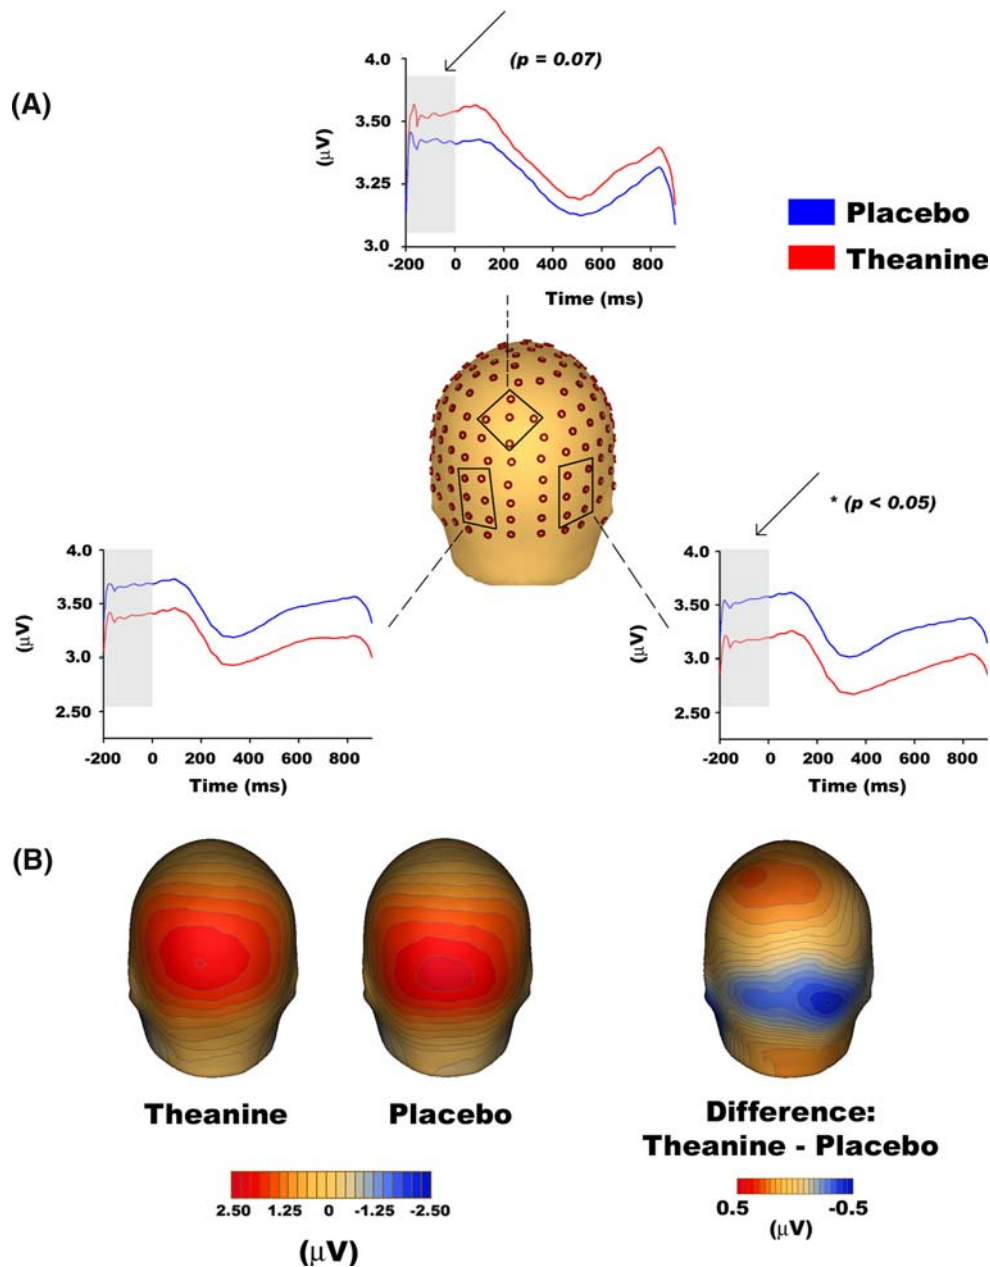 (A)
(p = 0.07)
4.0
3.50
3.25
3.0
(µV)
-200 0 200 400 600 800
Time (ms)
Placebo
Theanine
* (p < 0.05)
4.0
3.50
3.0
2.50
(µV)
-200 0 200 400 600 800
Time (ms)
4.0
3.50
3.0
2.50
(µV)
-200 0 200 400 600 800
Time (ms)
(B)
Theanine
Placebo
Difference:
Theanine - Placebo
2.50 1.25 0 -1.25 -2.50
(µV)
0.5 -0.5
(µV)